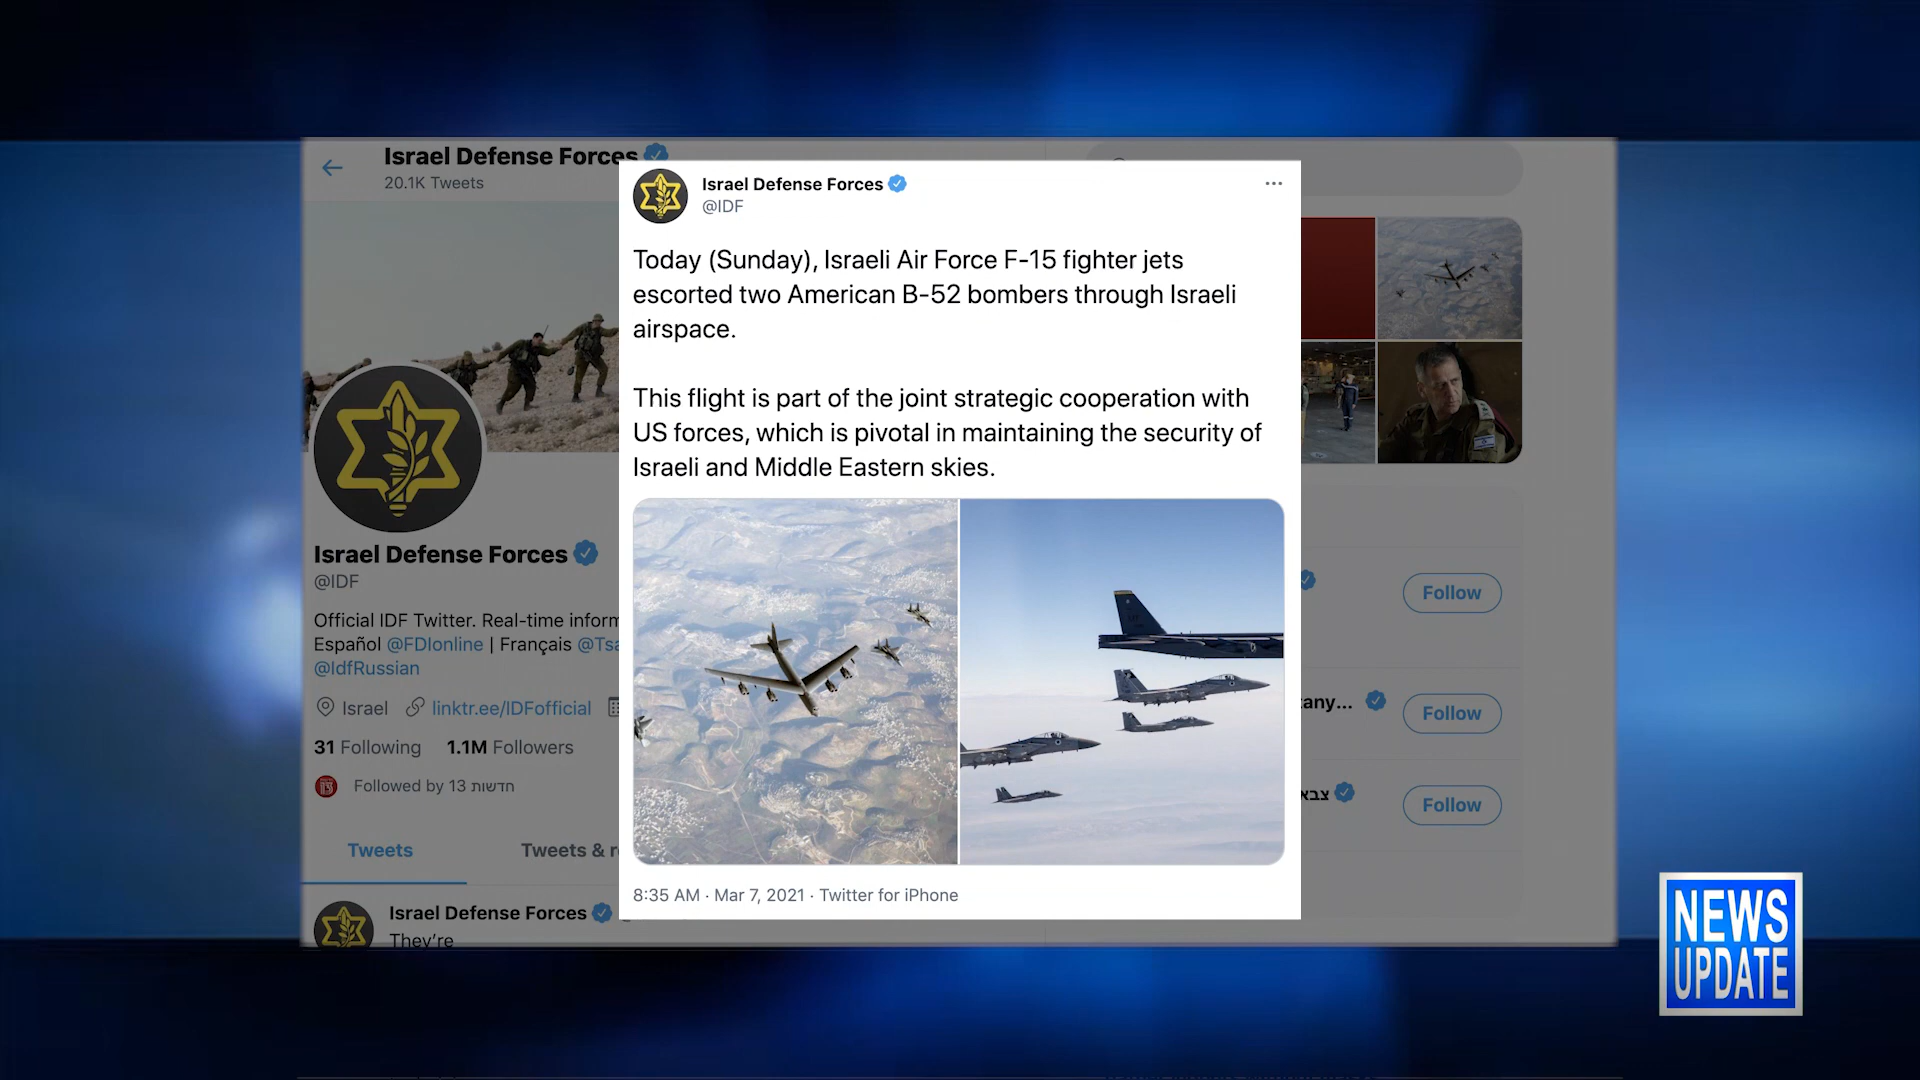 Israel Defense Forces
20.1K Tweets
Israel Defense Forces
@IDF
Today (Sunday), Israeli Air Force F-15 fighter jets
escorted two American B-52 bombers through Israeli
airspace.
This flight is part of the joint strategic cooperation with
US forces, which is pivotal in maintaining the security of
Israeli and Middle Eastern skies.
8:35 AM · Mar 7, 2021 · Twitter for iPhone
Israel Defense Forces
@IDF
Official IDF Twitter. Real-time inform
Español @FDIonline | Français @Tsa
@IdfRussian
Israel linktr.ee/IDFofficial
31 Following 1.1M Followers
Followed by 13 חדשות
Tweets Tweets & r
Israel Defense Forces
They're
Follow
any... Follow
צבא Follow
NEWS
UPDATE